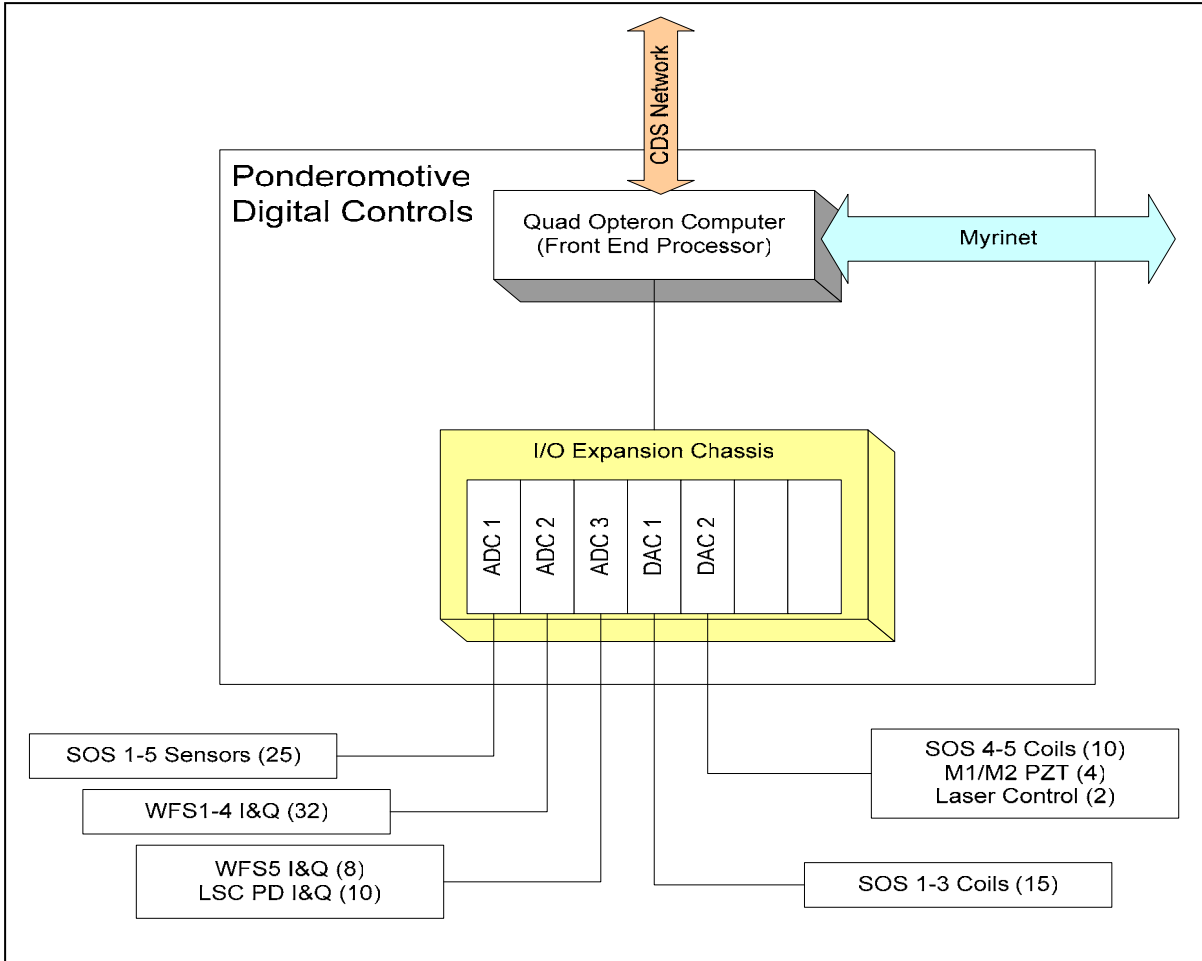 CDS Network
Ponderomotive
Digital Controls
Quad Opteron Computer
(Front End Processor)
Myrinet
I/O Expansion Chassis
ADC 1
ADC 2
ADC 3
DAC 1
DAC 2
SOS 1-5 Sensors (25)
WFS1-4 I&Q (32)
WFS5 I&Q (8)
LSC PD I&Q (10)
SOS 4-5 Coils (10)
M1/M2 PZT (4)
Laser Control (2)
SOS 1-3 Coils (15)